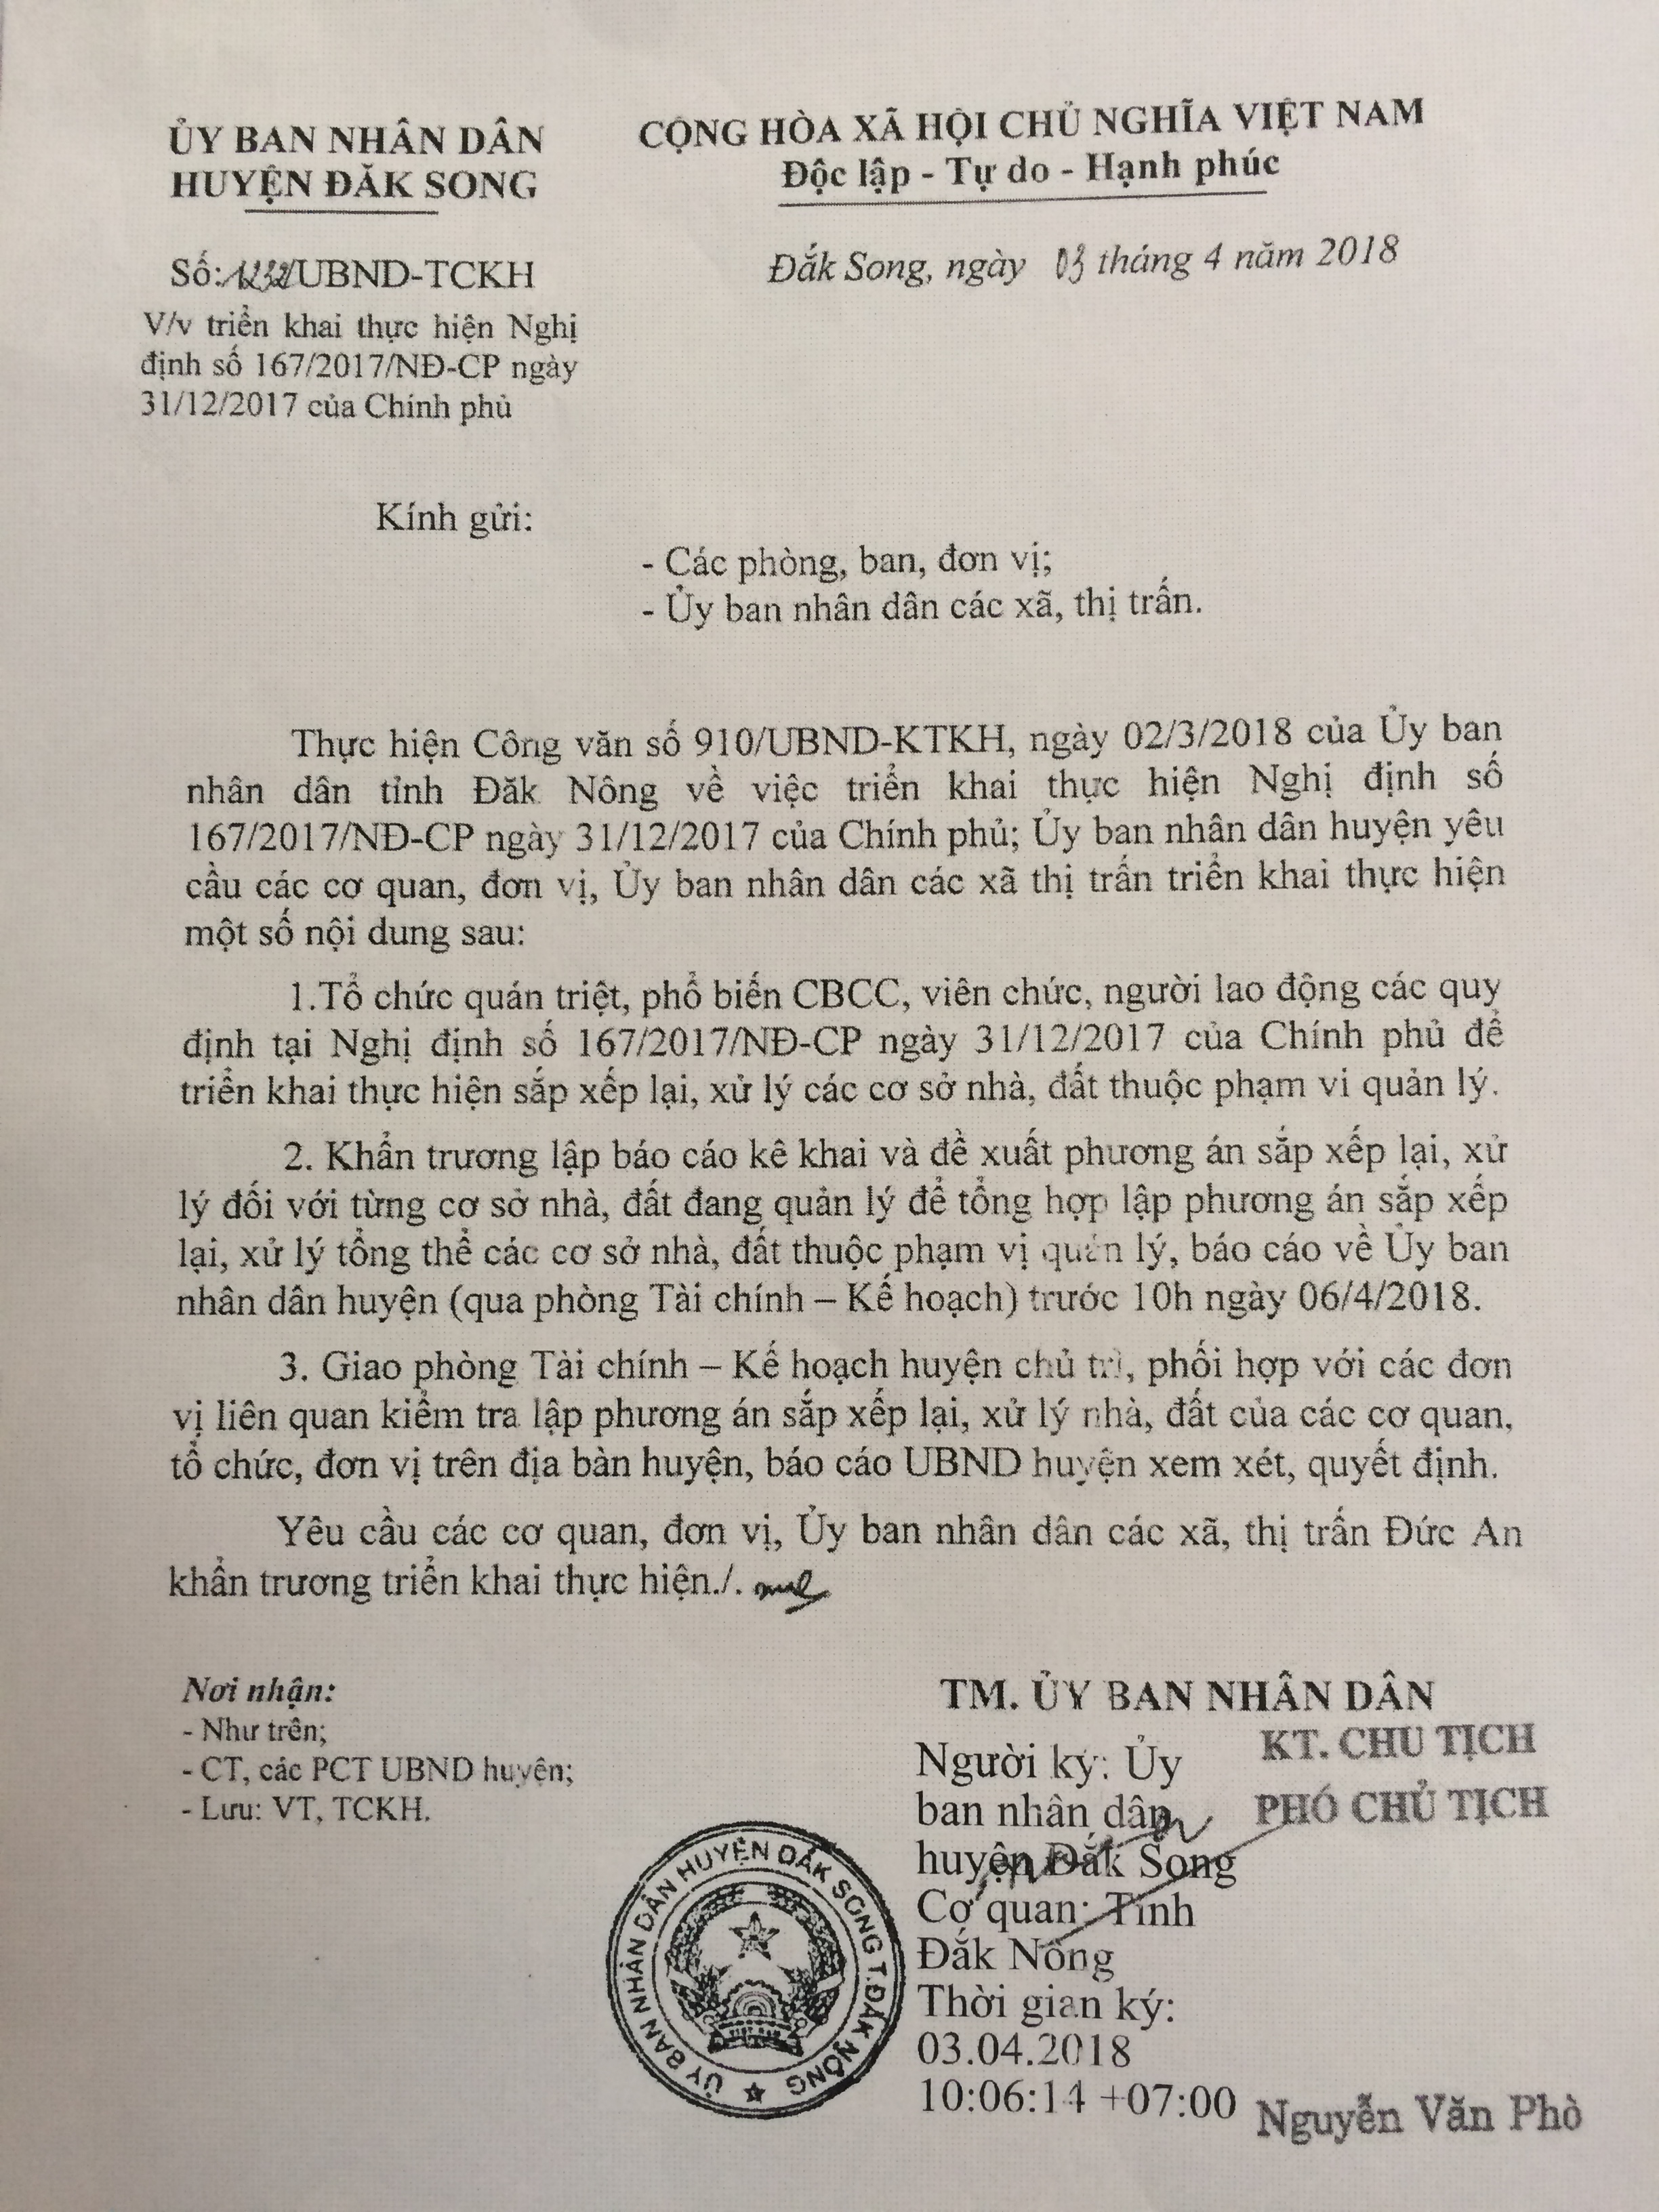 ỦY BAN NHÂN DÂN
HUYỆN ĐĂK SONG
CỘNG HÒA XÃ HỘI CHỦ NGHĨA VIỆT NAM
Độc lập - Tự do - Hạnh phúc
Số: /UBND-TCKH
Đắk Song, ngày 03 tháng 4 năm 2018
V/v triển khai thực hiện Nghị
định số 167/2017/NĐ-CP ngày
31/12/2017 của Chính phủ
Kính gửi:
- Các phòng, ban, đơn vị;
- Ủy ban nhân dân các xã, thị trấn.
Thực hiện Công văn số 910/UBND-KTKH, ngày 02/3/2018 của Ủy ban
nhân dân tỉnh Đăk Nông về việc triển khai thực hiện Nghị định số
167/2017/NĐ-CP ngày 31/12/2017 của Chính phủ; Ủy ban nhân dân huyện yêu
cầu các cơ quan, đơn vị, Ủy ban nhân dân các xã thị trấn triển khai thực hiện
một số nội dung sau:
1.Tổ chức quán triệt, phổ biến CBCC, viên chức, người lao động các quy
định tại Nghị định số 167/2017/NĐ-CP ngày 31/12/2017 của Chính phủ để
triển khai thực hiện sắp xếp lại, xử lý các cơ sở nhà, đất thuộc phạm vi quản lý.
2. Khẩn trương lập báo cáo kê khai và đề xuất phương án sắp xếp lại, xử
lý đối với từng cơ sở nhà, đất đang quản lý để tổng hợp lập phương án sắp xếp
lại, xử lý tổng thể các cơ sở nhà, đất thuộc phạm vị quản lý, báo cáo về Ủy ban
nhân dân huyện (qua phòng Tài chính – Kế hoạch) trước 10h ngày 06/4/2018.
3. Giao phòng Tài chính – Kế hoạch huyện chủ trì, phối hợp với các đơn
vị liên quan kiểm tra lập phương án sắp xếp lại, xử lý nhà, đất của các cơ quan,
tổ chức, đơn vị trên địa bàn huyện, báo cáo UBND huyện xem xét, quyết định.
Yêu cầu các cơ quan, đơn vị, Ủy ban nhân dân các xã, thị trấn Đức An
khẩn trương triển khai thực hiện./.
Nơi nhận:
- Như trên;
- CT, các PCT UBND huyện;
- Lưu: VT, TCKH.
TM. ỦY BAN NHÂN DÂN
KT. CHỦ TỊCH
PHÓ CHỦ TỊCH
Người ký: Ủy
ban nhân dân
huyện Đắk Song
Cơ quan: Tỉnh
Đắk Nông
Thời gian ký:
03.04.2018
10:06:14 +07:00
ỦY BAN NHÂN DÂN HUYỆN ĐẮK SONG T.ĐẮK NÔNG
Nguyễn Văn Phò